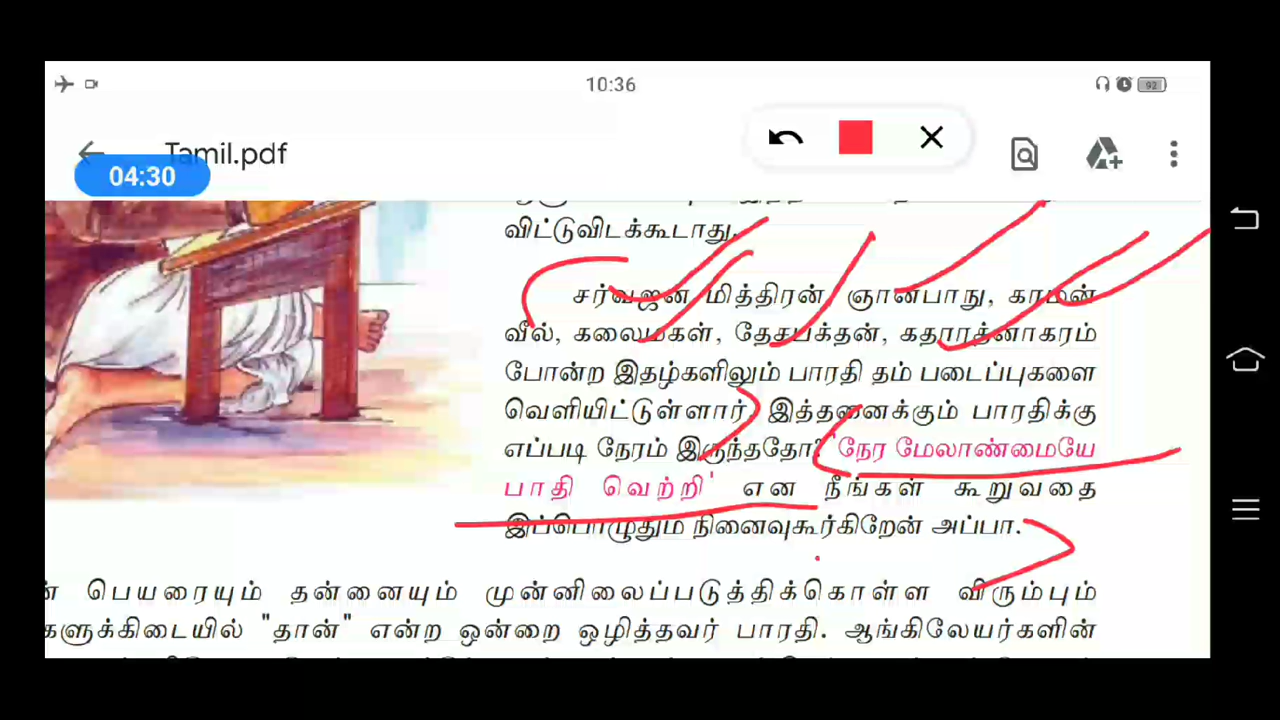 10:36
92
Tamil.pdf
04:30
விட்டுவிடக்கூடாது.
சர்வஜன மித்திரன், ஞானபாநு, காமன்
வீல், கலைமகள், தேசபக்தன், கதாரத்னாகரம்
போன்ற இதழ்களிலும் பாரதி தம் படைப்புகளை
வெளியிட்டுள்ளார். இத்தனைக்கும் பாரதிக்கு
எப்படி நேரம் இருந்ததோ? 'நேர மேலாண்மையே
பாதி வெற்றி' என நீங்கள் கூறுவதை
இப்பொழுதும் நினைவுகூர்கிறேன் அப்பா.
பெயரையும் தன்னையும் முன்னிலைப்படுத்திக்கொள்ள விரும்பும்
களுக்கிடையில் "தான்" என்ற ஒன்றை ஒழித்தவர் பாரதி. ஆங்கிலேயர்களின்